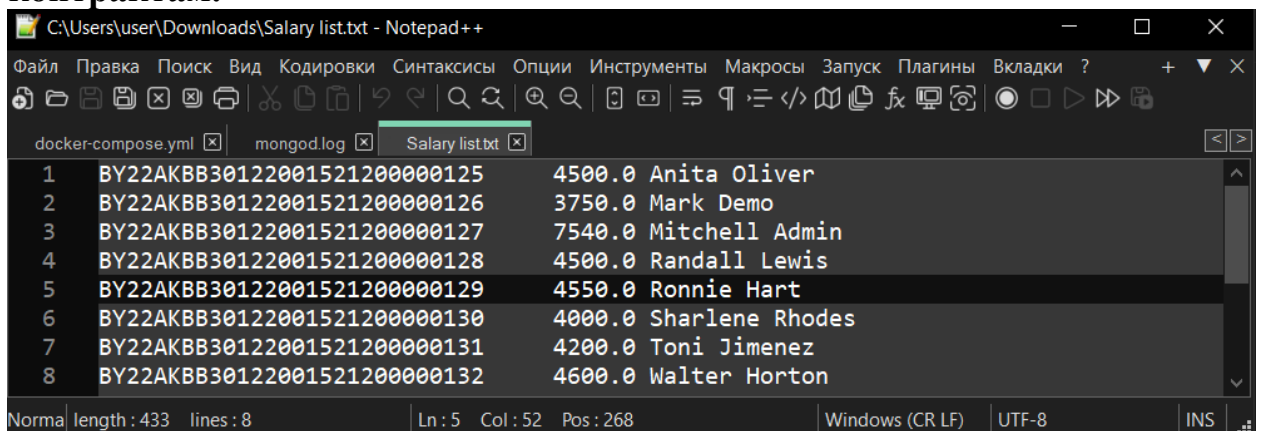 C:\Users\user\Downloads\Salary list.txt - Notepad++
Файл Правка Поиск Вид Кодировки Синтаксисы Опции Инструменты Макросы Запуск Плагины Вкладки ?
docker-compose.yml mongod.log Salary list.txt
1 BY22AKBB30122001521200000125 4500.0 Anita Oliver
2 BY22AKBB30122001521200000126 3750.0 Mark Demo
3 BY22AKBB30122001521200000127 7540.0 Mitchell Admin
4 BY22AKBB30122001521200000128 4500.0 Randall Lewis
5 BY22AKBB30122001521200000129 4550.0 Ronnie Hart
6 BY22AKBB30122001521200000130 4000.0 Sharlene Rhodes
7 BY22AKBB30122001521200000131 4200.0 Toni Jimenez
8 BY22AKBB30122001521200000132 4600.0 Walter Horton
Norma length : 433 lines : 8 Ln : 5 Col : 52 Pos : 268 Windows (CR LF) UTF-8 INS